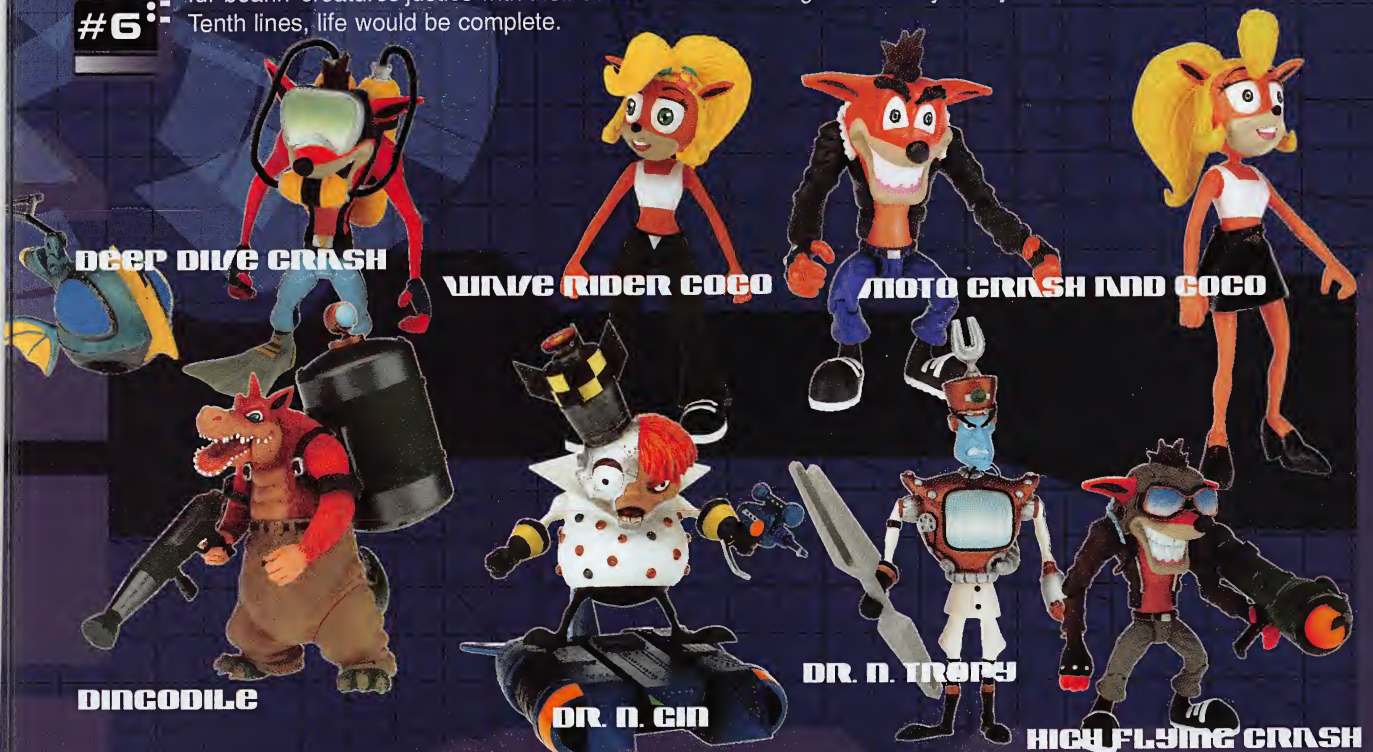 #6
Tenth lines, life would be complete.
DEEP DIVE CRASH
WAVE RIDER COCO
MOTO CRASH AND COCO
DINGODILE
DR. N. GIN
DR. N. TROPY
HIGH FLYING CRASH